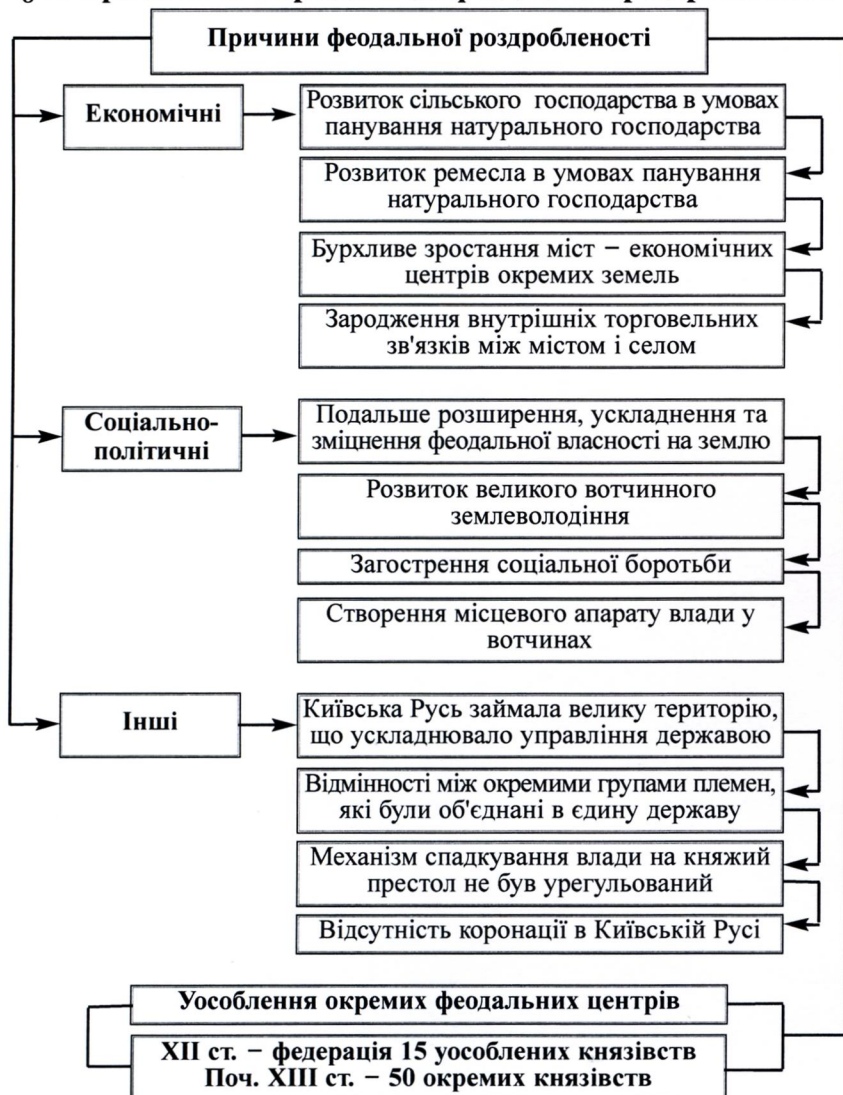 Причини феодальної роздробленості
Економічні
Розвиток сільського господарства в умовах
панування натурального господарства
Розвиток ремесла в умовах панування
натурального господарства
Бурхливе зростання міст − економічних
центрів окремих земель
Зародження внутрішніх торговельних
зв'язків між містом і селом
Соціально-
політичні
Подальше розширення, ускладнення та
зміцнення феодальної власності на землю
Розвиток великого вотчинного
землеволодіння
Загострення соціальної боротьби
Створення місцевого апарату влади у
вотчинах
Інші
Київська Русь займала велику територію,
що ускладнювало управління державою
Відмінності між окремими групами племен,
які були об'єднані в єдину державу
Механізм спадкування влади на княжий
престол не був урегульований
Відсутність коронації в Київській Русі
Уособлення окремих феодальних центрів
XII ст. − федерація 15 уособлених князівств
Поч. XIII ст. − 50 окремих князівств